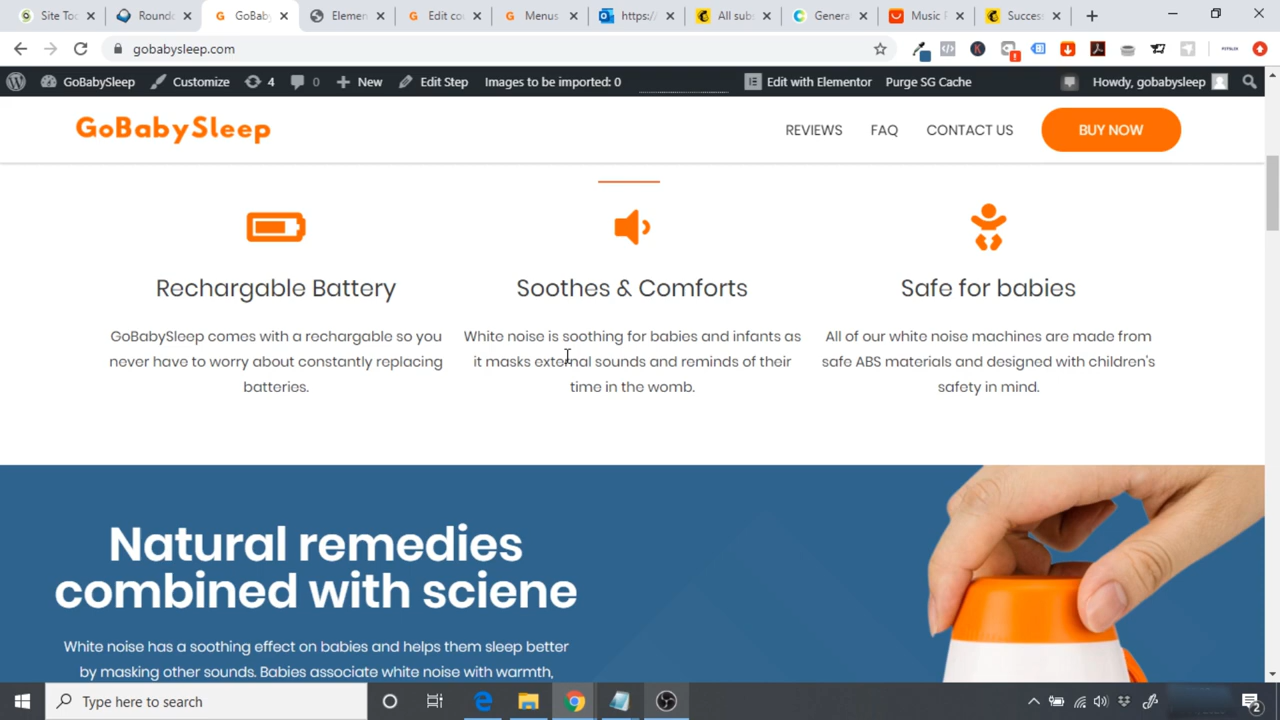 Site Too
Roundc
GoBaby
Elemen
Edit cou
Menus
https:/
All subs
Genera
Music P
Succes
gobabysleep.com
GoBabySleep
Customize
4
0
New
Edit Step
Images to be imported: 0
Edit with Elementor
Purge SG Cache
Howdy, gobabysleep
GoBabySleep
REVIEWS
FAQ
CONTACT US
BUY NOW
Rechargable Battery
GoBabySleep comes with a rechargable so you
never have to worry about constantly replacing
batteries.
Soothes & Comforts
White noise is soothing for babies and infants as
it masks external sounds and reminds of their
time in the womb.
Safe for babies
All of our white noise machines are made from
safe ABS materials and designed with children's
safety in mind.
Natural remedies
combined with sciene
White noise has a soothing effect on babies and helps them sleep better
by masking other sounds. Babies associate white noise with warmth,
Type here to search
2